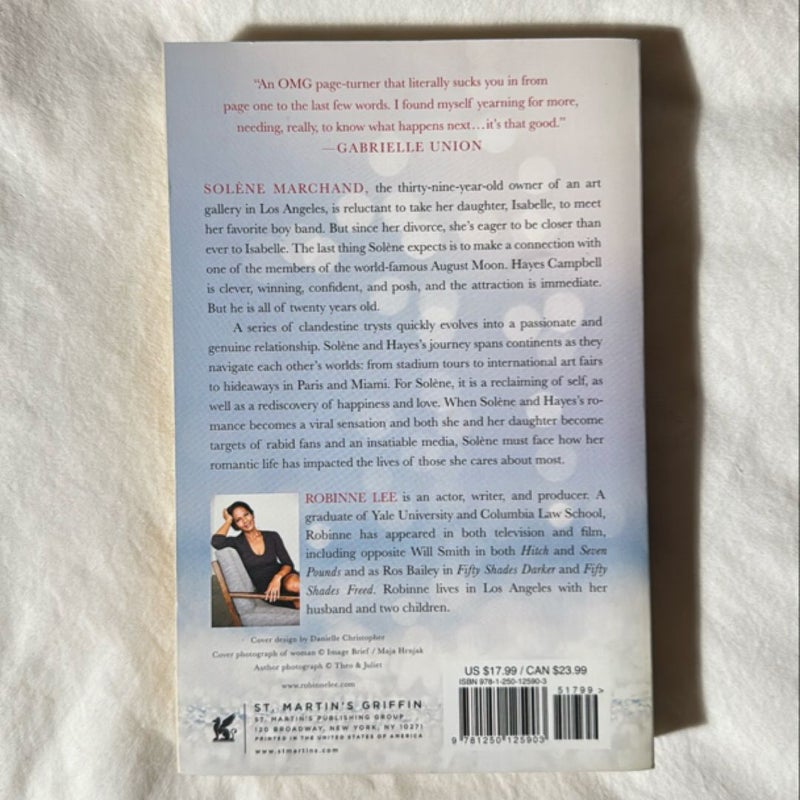 “An OMG page-turner that literally sucks you in from
page one to the last few words. I found myself yearning for more,
needing, really, to know what happens next…it’s that good.”
—GABRIELLE UNION
SOLÈNE MARCHAND, the thirty-nine-year-old owner of an art
gallery in Los Angeles, is reluctant to take her daughter, Isabelle, to meet
her favorite boy band. But since her divorce, she’s eager to be closer than
ever to Isabelle. The last thing Solène expects is to make a connection with
one of the members of the world-famous August Moon. Hayes Campbell
is clever, winning, confident, and posh, and the attraction is immediate.
But he is all of twenty years old.
A series of clandestine trysts quickly evolves into a passionate and
genuine relationship. Solène and Hayes’s journey spans continents as they
navigate each other’s worlds: from stadium tours to international art fairs
to hideaways in Paris and Miami. For Solène, it is a reclaiming of self, as
well as a rediscovery of happiness and love. When Solène and Hayes’s ro-
mance becomes a viral sensation and both she and her daughter become
targets of rabid fans and an insatiable media, Solène must face how her
romantic life has impacted the lives of those she cares about most.
ROBINNE LEE is an actor, writer, and producer. A
graduate of Yale University and Columbia Law School,
Robinne has appeared in both television and film,
including opposite Will Smith in both Hitch and Seven
Pounds and as Ros Bailey in Fifty Shades Darker and Fifty
Shades Freed. Robinne lives in Los Angeles with her
husband and two children.
Cover design by Danielle Christopher
Cover photograph of woman © Image Brief / Maja Hrnjak
Author photograph © Theo & Juliet
www.robinnelee.com
ST. MARTIN’S GRIFFIN
ST. MARTIN’S PUBLISHING GROUP
120 BROADWAY, NEW YORK, NY 10271
PRINTED IN THE UNITED STATES OF AMERICA
www.stmartins.com
US $17.99 / CAN $23.99
ISBN 978-1-250-12590-3
51799 >
9 781250 125903